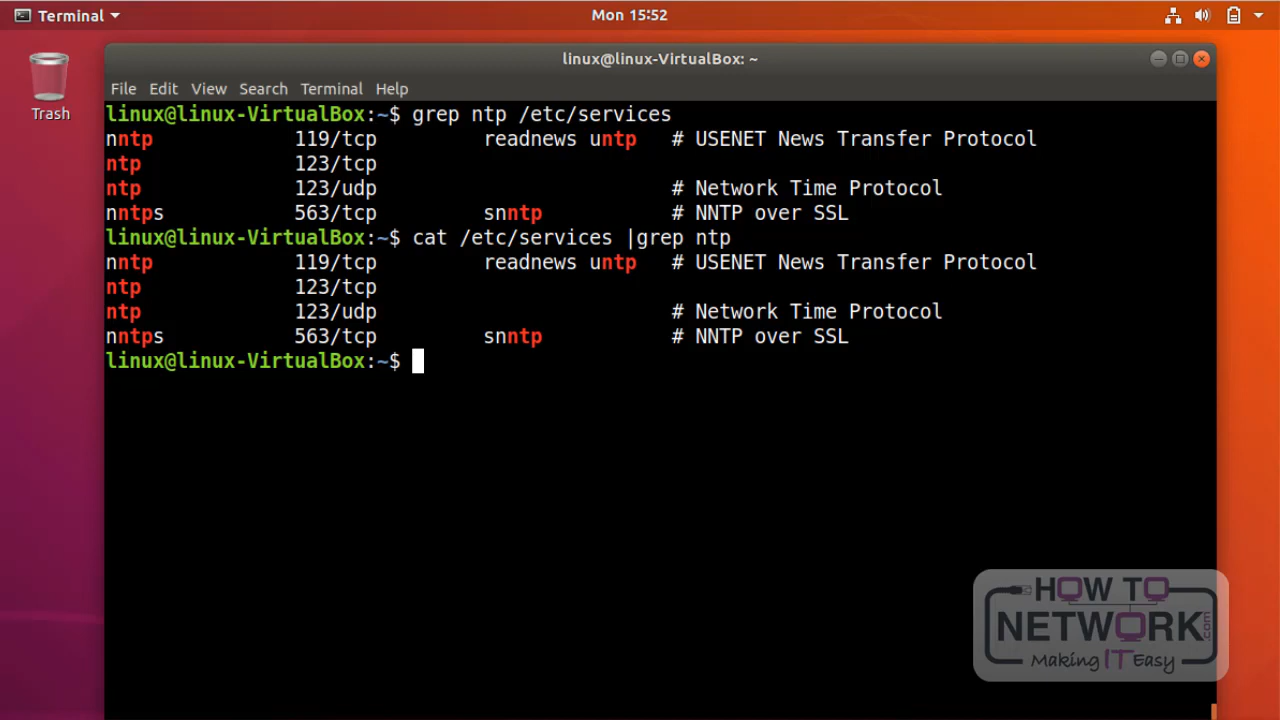 Terminal
Mon 15:52
linux@linux-VirtualBox: ~
Trash
File Edit View Search Terminal Help
linux@linux-VirtualBox:~$ grep ntp /etc/services
nntp 119/tcp readnews untp # USENET News Transfer Protocol
ntp 123/tcp
ntp 123/udp # Network Time Protocol
nntps 563/tcp snntp # NNTP over SSL
linux@linux-VirtualBox:~$ cat /etc/services |grep ntp
nntp 119/tcp readnews untp # USENET News Transfer Protocol
ntp 123/tcp
ntp 123/udp # Network Time Protocol
nntps 563/tcp snntp # NNTP over SSL
linux@linux-VirtualBox:~$
HOW TO
NETWORK.com
Making IT Easy